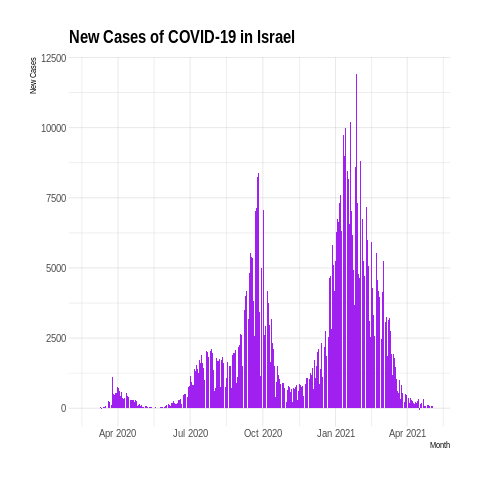 New Cases of COVID-19 in Israel
New Cases
12500
10000
7500
5000
2500
0
Apr 2020 Jul 2020 Oct 2020 Jan 2021 Apr 2021
Month